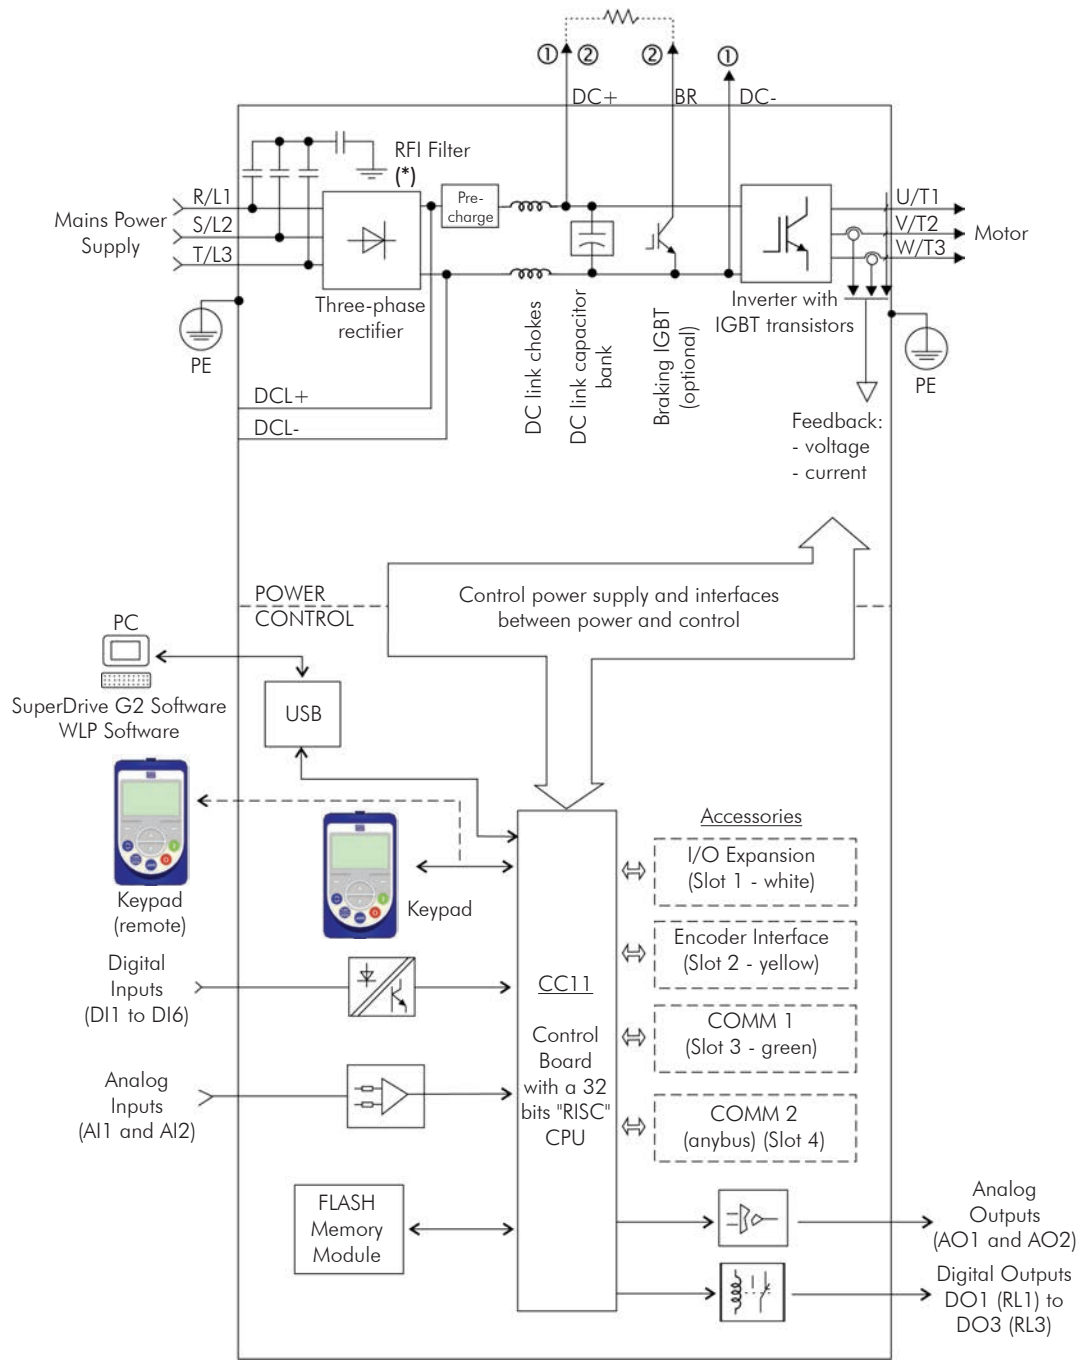 ① ② ② ①
DC+ BR DC-
RFI Filter
(*)
R/L1
S/L2
T/L3
Mains Power
Supply
Pre-
charge
U/T1
V/T2
W/T3
Motor
Three-phase
rectifier
Inverter with
IGBT transistors
PE
PE
DC link chokes
DC link capacitor
bank
Braking IGBT
(optional)
DCL+
DCL-
Feedback:
- voltage
- current
POWER
CONTROL
Control power supply and interfaces
between power and control
PC
SuperDrive G2 Software
WLP Software
USB
Keypad
(remote)
Keypad
Accessories
I/O Expansion
(Slot 1 - white)
Encoder Interface
(Slot 2 - yellow)
COMM 1
(Slot 3 - green)
COMM 2
(anybus) (Slot 4)
Digital
Inputs
(DI1 to DI6)
Analog
Inputs
(AI1 and AI2)
CC11
Control
Board
with a 32
bits "RISC"
CPU
FLASH
Memory
Module
Analog
Outputs
(AO1 and AO2)
Digital Outputs
DO1 (RL1) to
DO3 (RL3)